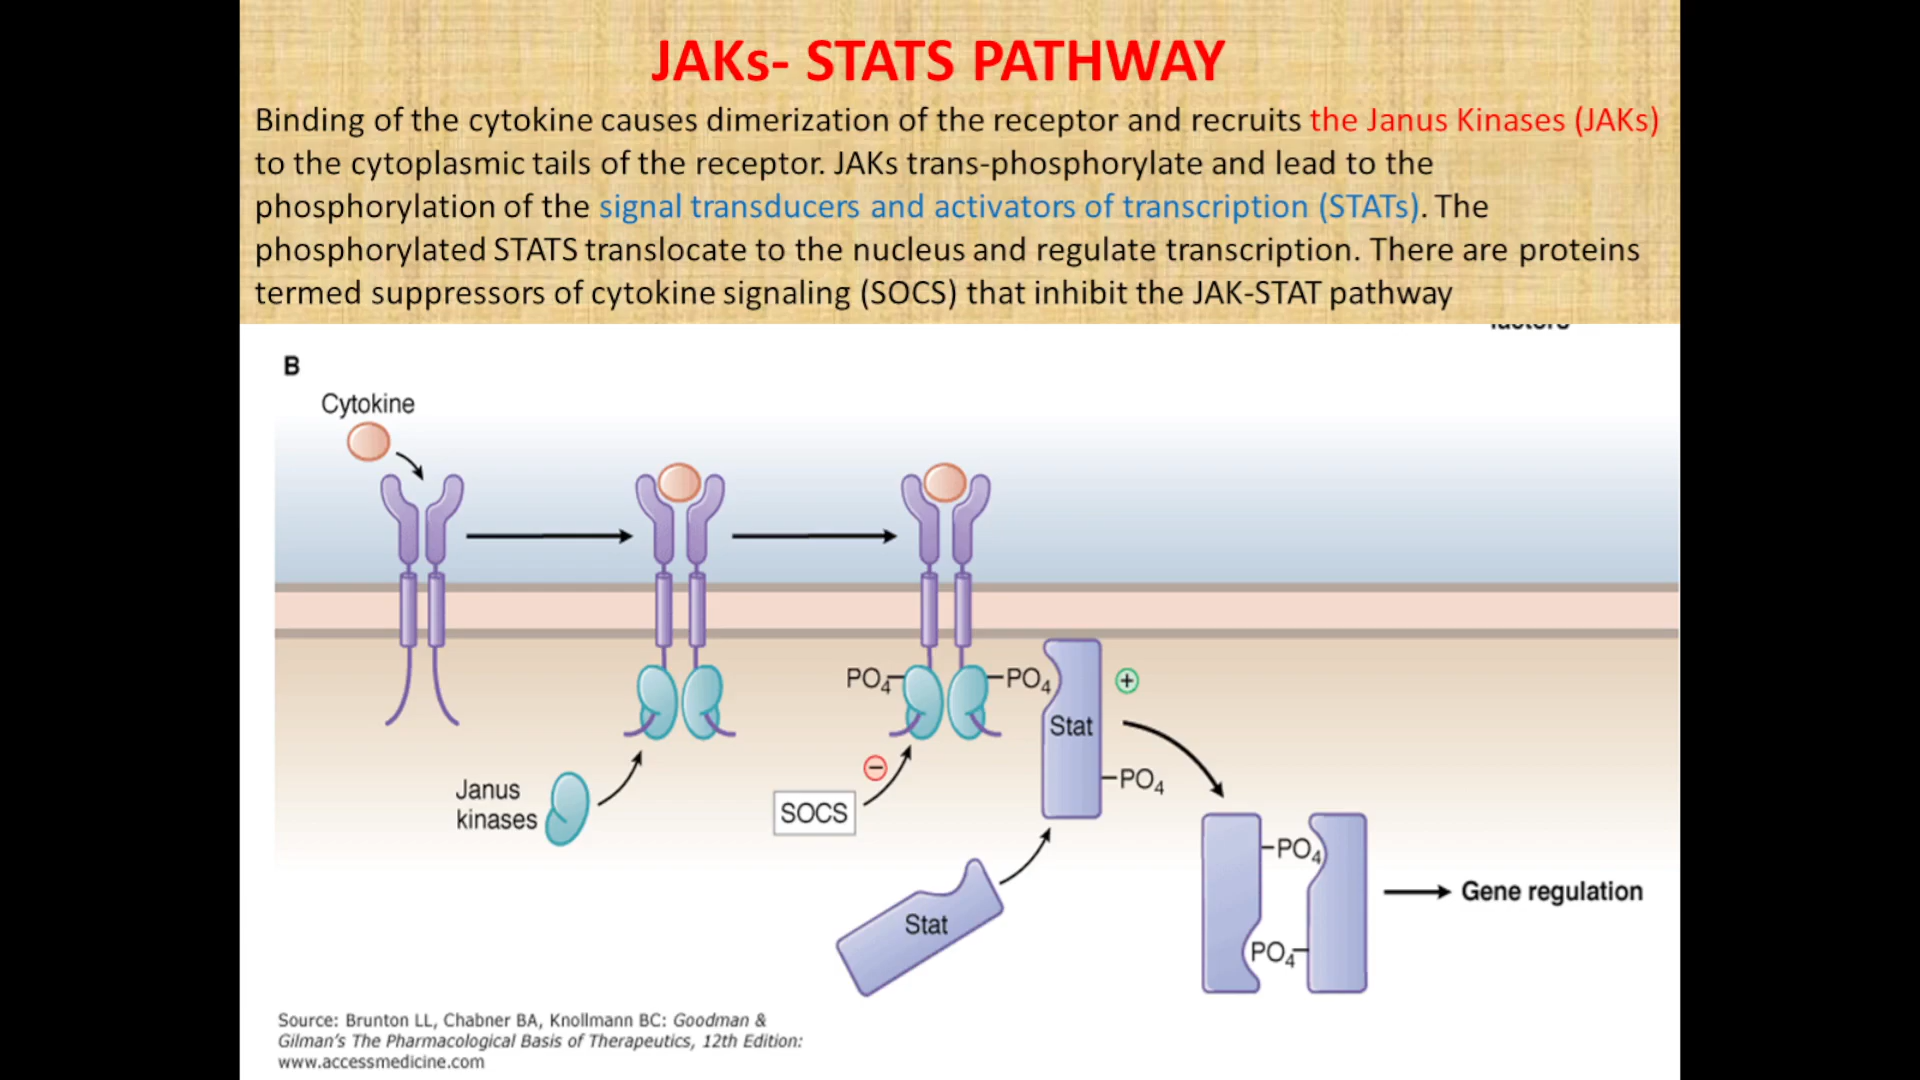 JAKs- STATS PATHWAY
Binding of the cytokine causes dimerization of the receptor and recruits the Janus Kinases (JAKs)
to the cytoplasmic tails of the receptor. JAKs trans-phosphorylate and lead to the
phosphorylation of the signal transducers and activators of transcription (STATs). The
phosphorylated STATS translocate to the nucleus and regulate transcription. There are proteins
termed suppressors of cytokine signaling (SOCS) that inhibit the JAK-STAT pathway
factors
B
Cytokine
PO4
PO4
+
Stat
PO4
Janus
kinases
−
SOCS
Stat
PO4
PO4
Gene regulation
Source: Brunton LL, Chabner BA, Knollmann BC: Goodman &
Gilman's The Pharmacological Basis of Therapeutics, 12th Edition:
www.accessmedicine.com